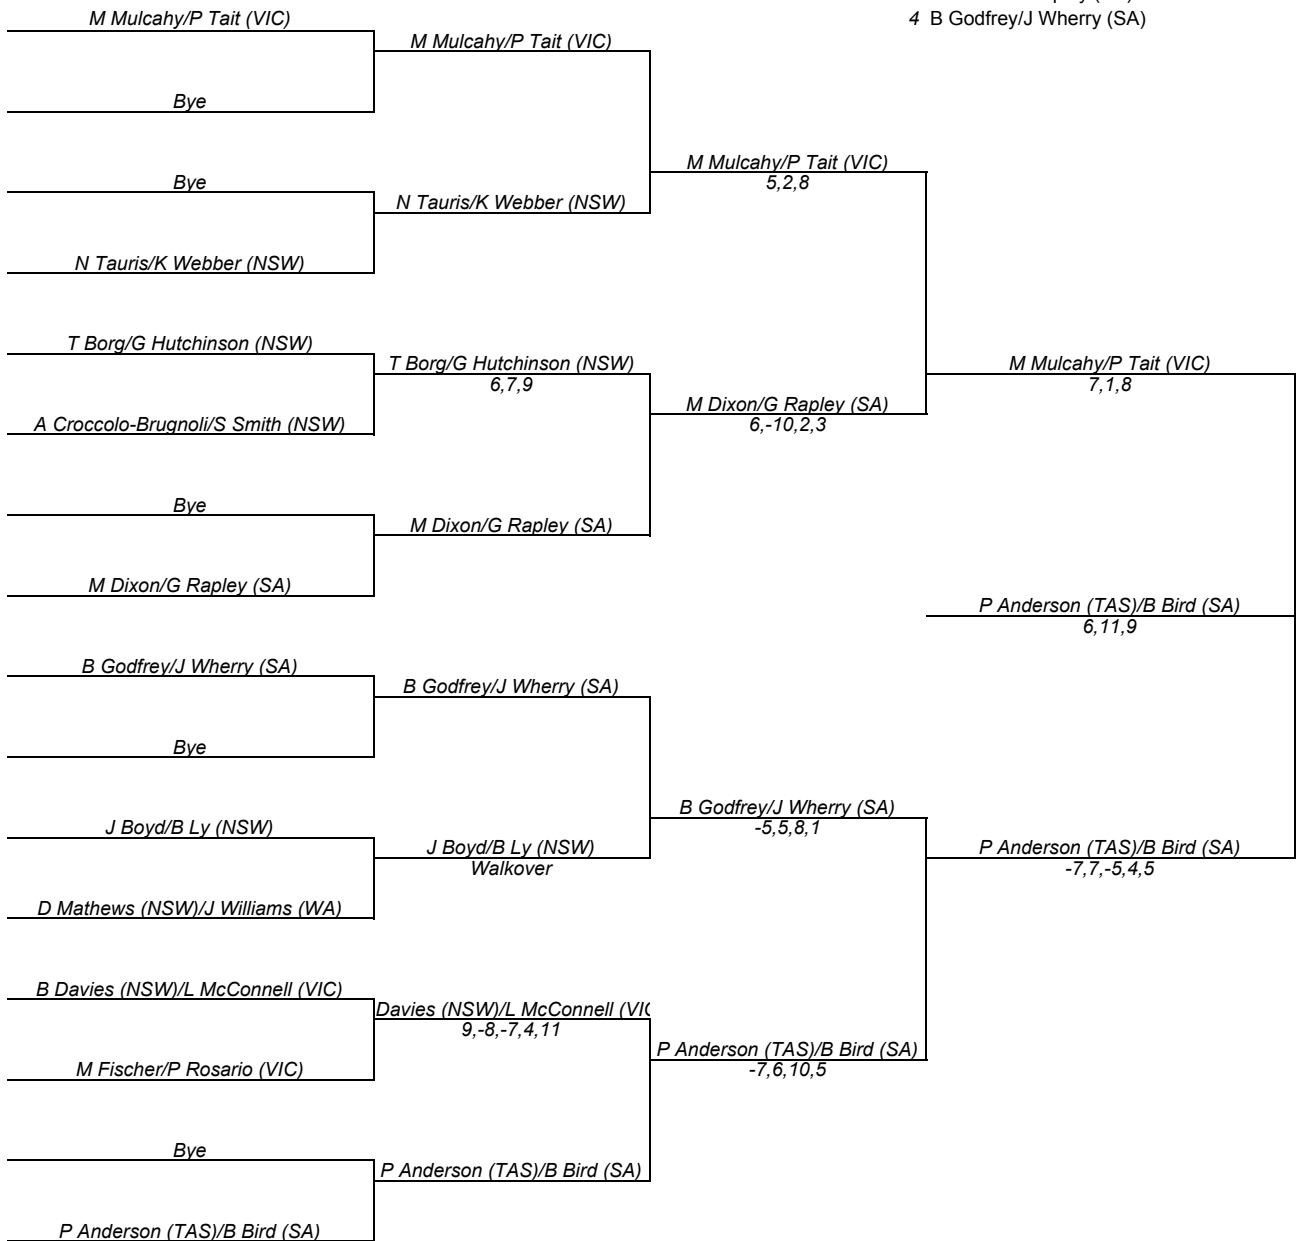 4 B Godfrey/J Wherry (SA)
M Mulcahy/P Tait (VIC)
M Mulcahy/P Tait (VIC)
Bye
M Mulcahy/P Tait (VIC)
5,2,8
Bye
N Tauris/K Webber (NSW)
N Tauris/K Webber (NSW)
T Borg/G Hutchinson (NSW)
T Borg/G Hutchinson (NSW)
6,7,9
M Mulcahy/P Tait (VIC)
7,1,8
A Croccolo-Brugnoli/S Smith (NSW)
M Dixon/G Rapley (SA)
6,-10,2,3
Bye
M Dixon/G Rapley (SA)
M Dixon/G Rapley (SA)
P Anderson (TAS)/B Bird (SA)
6,11,9
B Godfrey/J Wherry (SA)
B Godfrey/J Wherry (SA)
Bye
B Godfrey/J Wherry (SA)
-5,5,8,1
J Boyd/B Ly (NSW)
J Boyd/B Ly (NSW)
Walkover
P Anderson (TAS)/B Bird (SA)
-7,7,-5,4,5
D Mathews (NSW)/J Williams (WA)
B Davies (NSW)/L McConnell (VIC)
Davies (NSW)/L McConnell (VIC
9,-8,-7,4,11
P Anderson (TAS)/B Bird (SA)
-7,6,10,5
M Fischer/P Rosario (VIC)
Bye
P Anderson (TAS)/B Bird (SA)
P Anderson (TAS)/B Bird (SA)